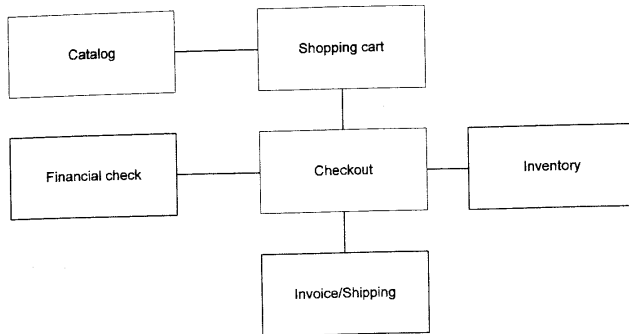 Catalog
Shopping cart
Financial check
Checkout
Inventory
Invoice/Shipping